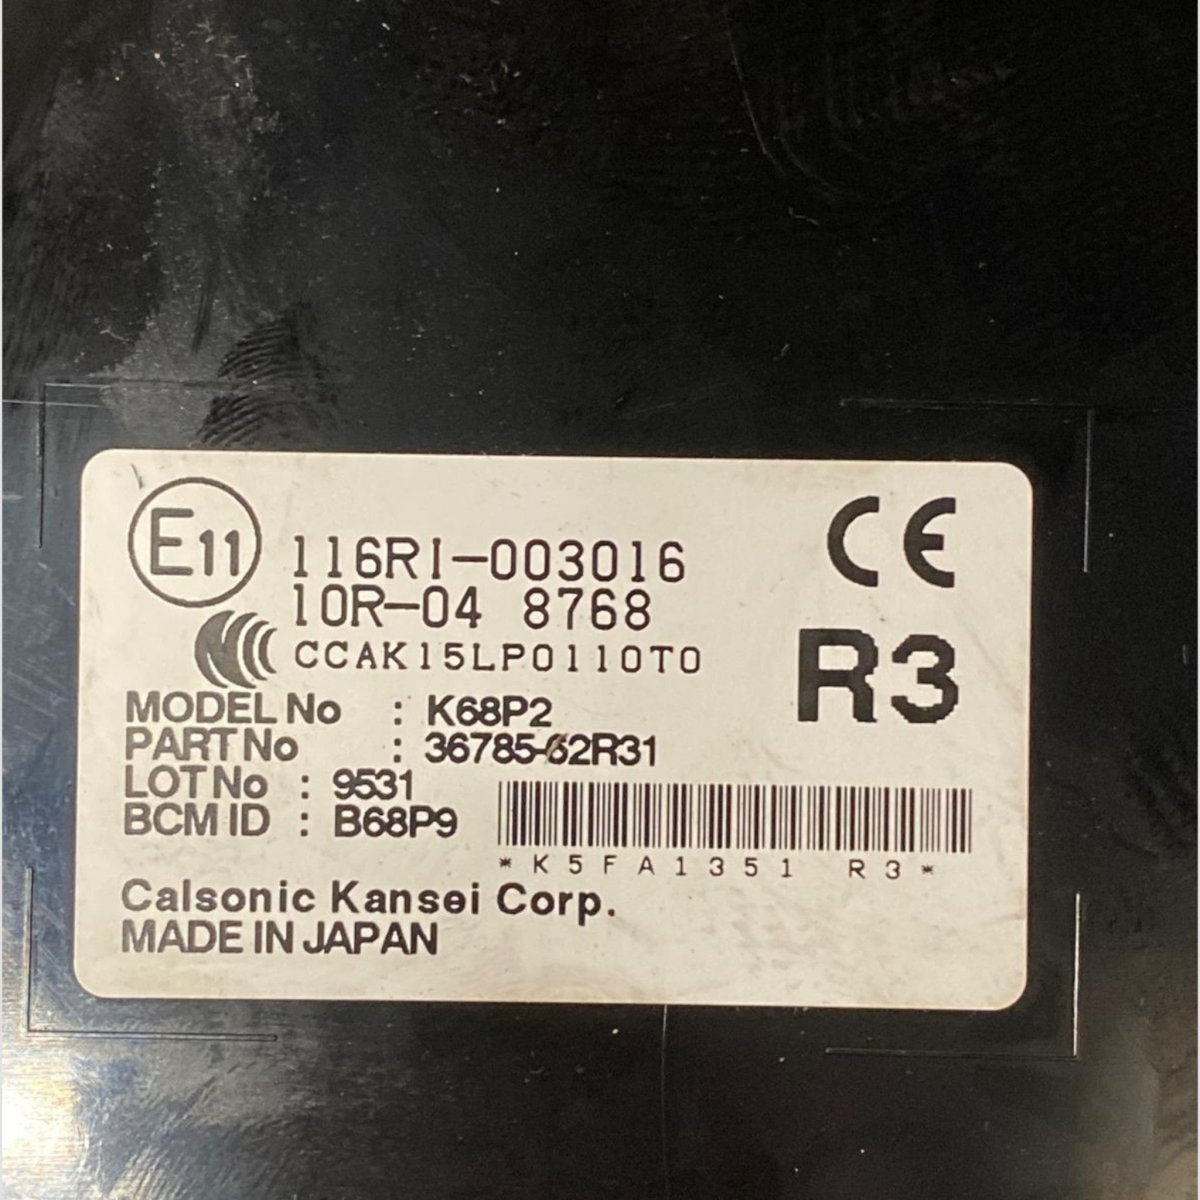 E11 116RI-003016 CE
10R-04 8768
CCC CCAK15LP0110T0 R3
MODEL No : K68P2
PART No : 36785-62R31
LOT No : 9531
BCM ID : B68P9
*K5FA1351 R3*
Calsonic Kansei Corp.
MADE IN JAPAN